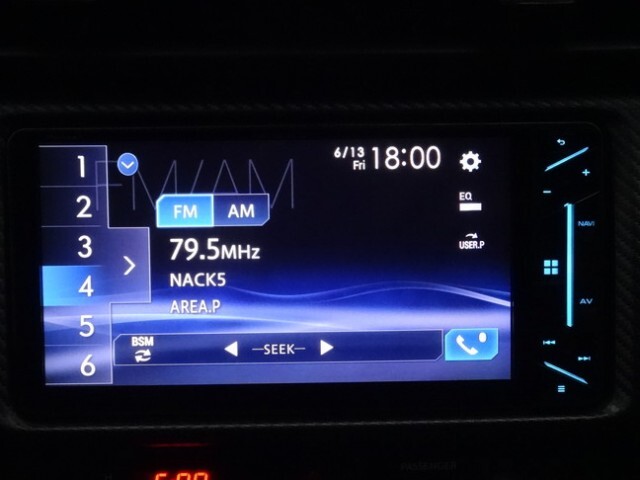 FM/AM
6/13 Fri 18:00
1
2
3
4
5
6
FM AM
79.5MHz
NACK5
AREA.P
BSM
SEEK
EQ
USER.P
NAVI
AV
PASSENGER